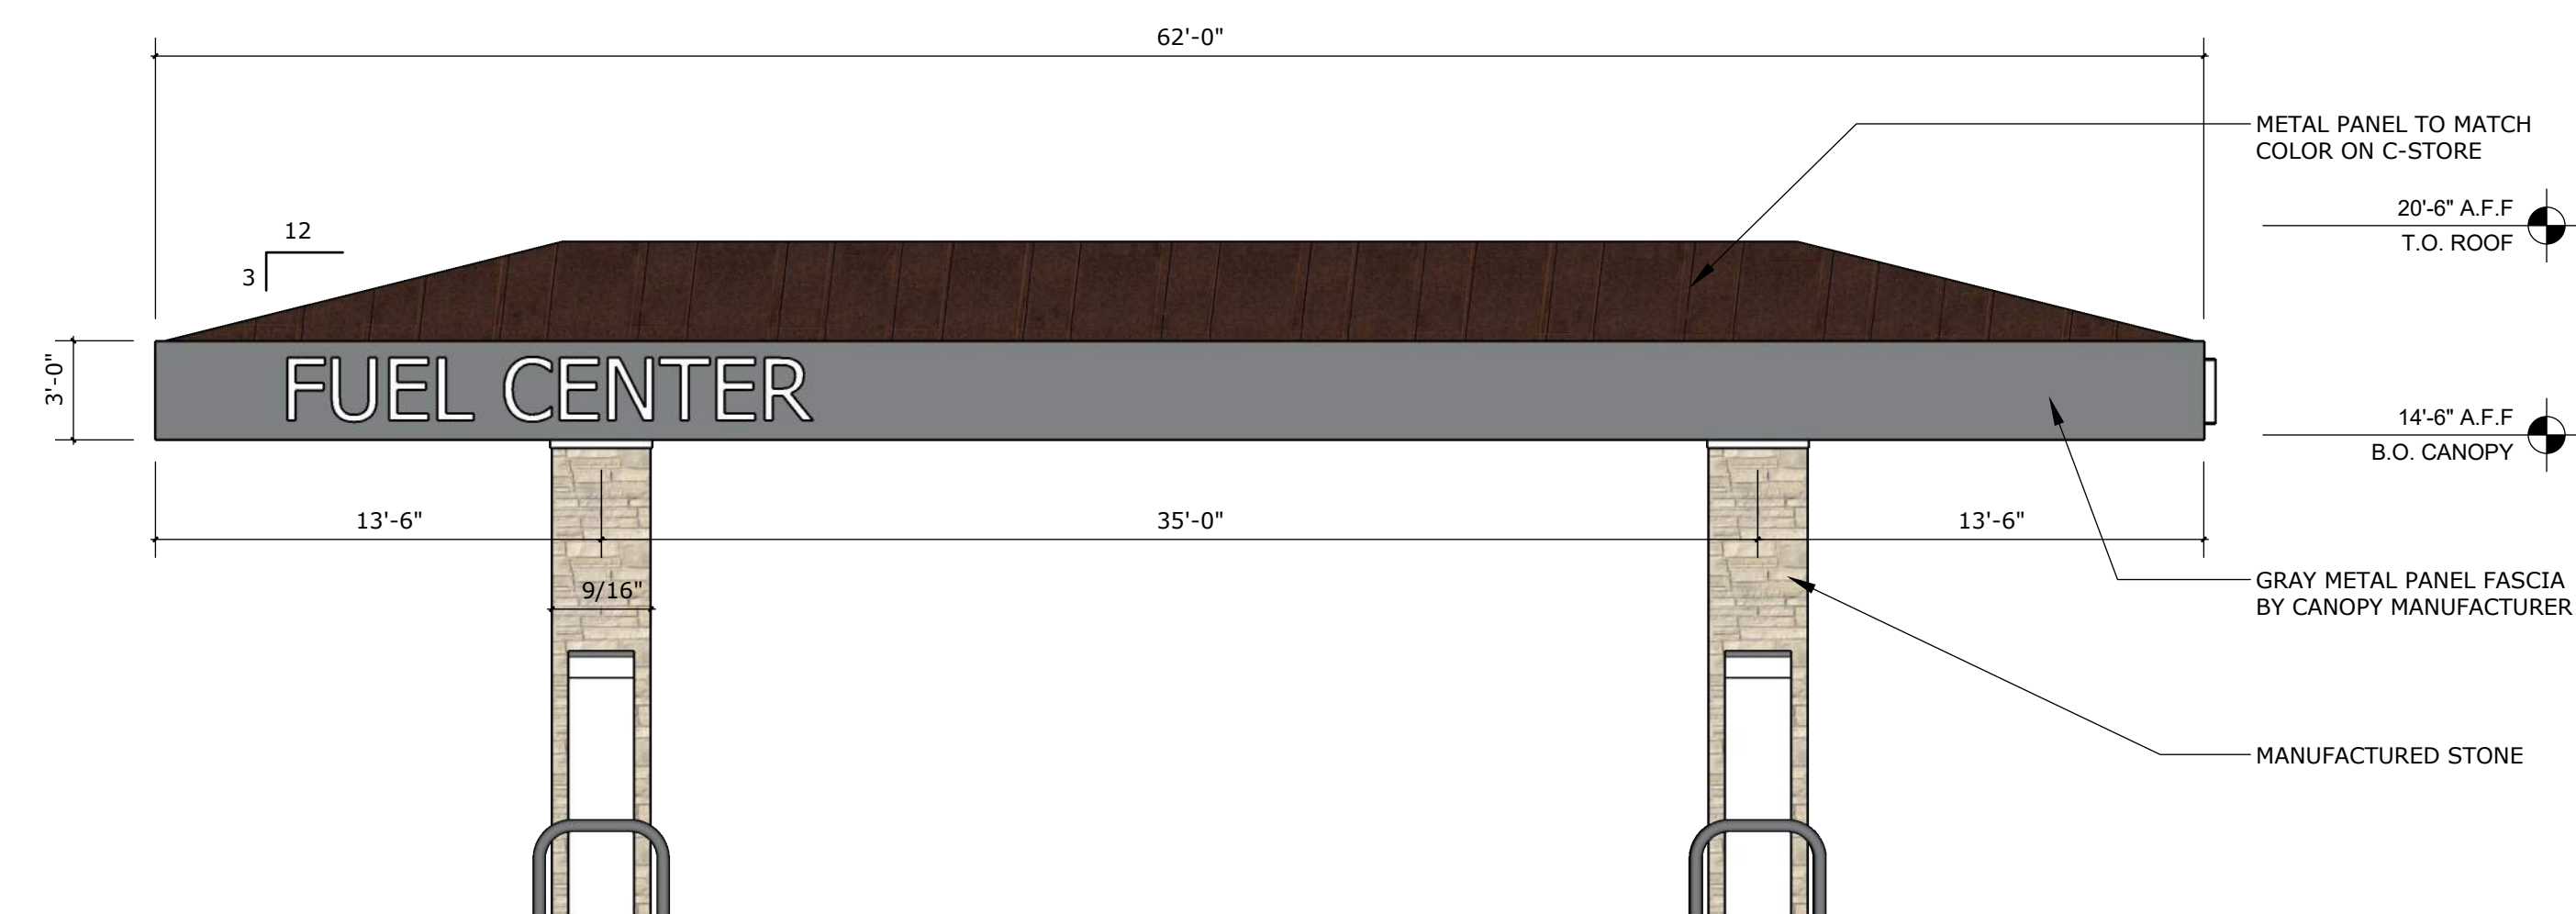 62'-0"
METAL PANEL TO MATCH
COLOR ON C-STORE
20'-6" A.F.F
T.O. ROOF
12
3
3'-0"
FUEL CENTER
14'-6" A.F.F
B.O. CANOPY
13'-6"
35'-0"
13'-6"
9/16"
GRAY METAL PANEL FASCIA
BY CANOPY MANUFACTURER
MANUFACTURED STONE